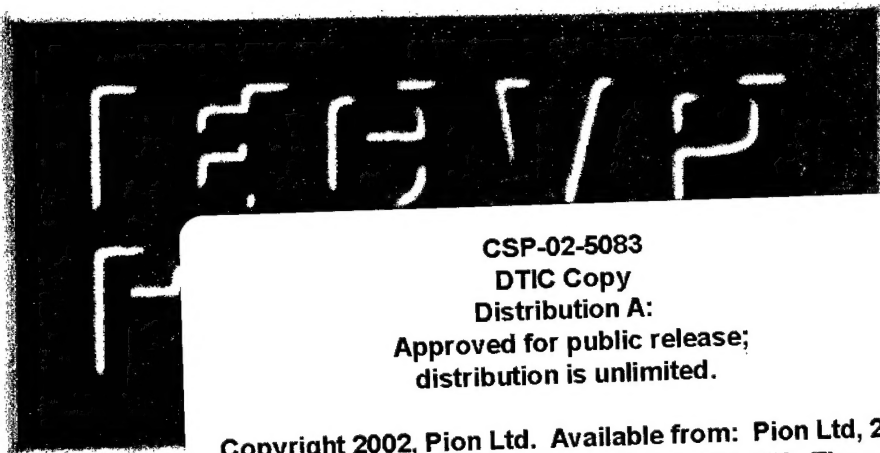 CSP-02-5083
DTIC Copy
Distribution A:
Approved for public release;
distribution is unlimited.
Copyright 2002, Pion Ltd. Available from: Pion Ltd, 2